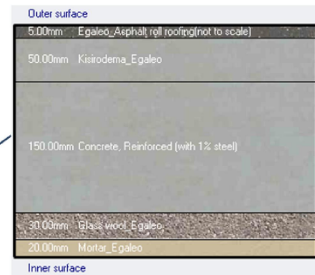 Outer surface
5.00mm Egaleo_Asphalt roll roofing(not to scale)
50.00mm Kisirodema_Egaleo
150.00mm Concrete, Reinforced (with 1% steel)
30.00mm Glass wool_Egaleo
20.00mm Mortar_Egaleo
Inner surface